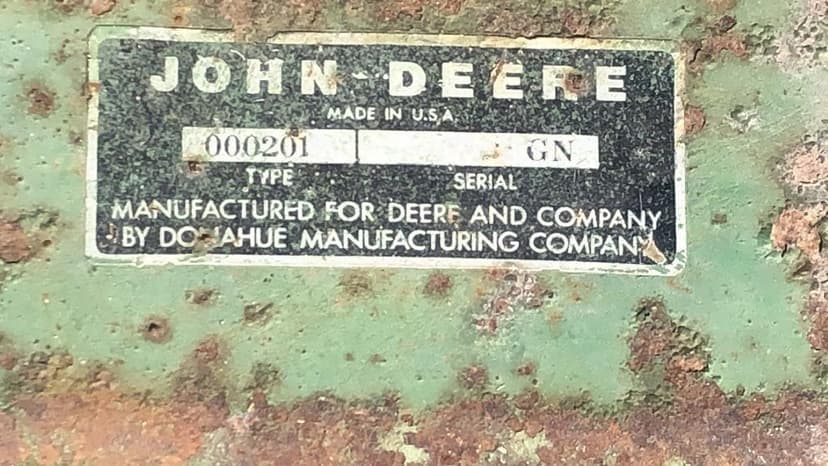 JOHN DEERE
MADE IN U.S.A.
000201 GN
TYPE SERIAL
MANUFACTURED FOR DEERE AND COMPANY
BY DONAHUE MANUFACTURING COMPANY